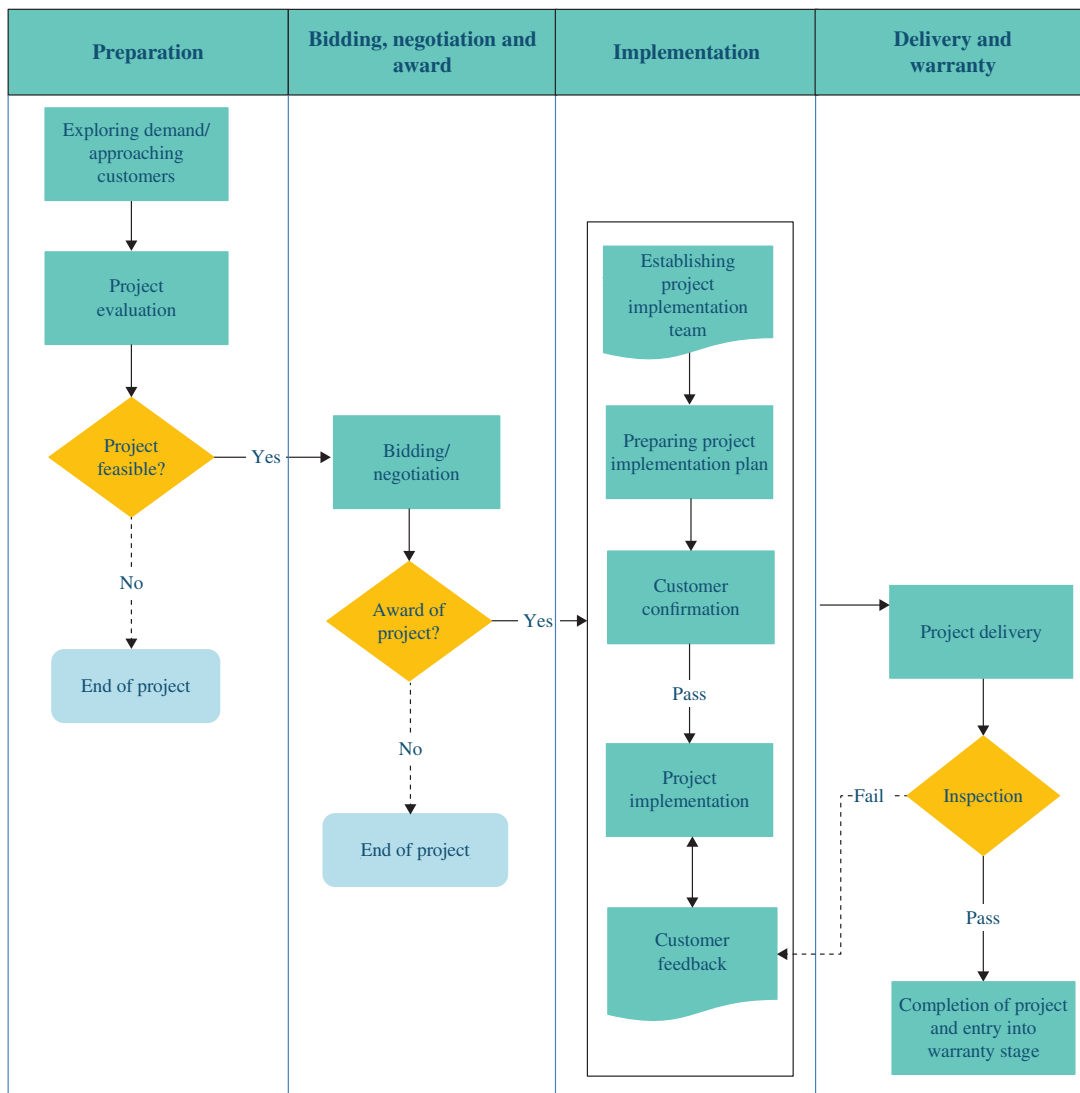 Preparation
Bidding, negotiation and
award
Implementation
Delivery and
warranty
Exploring demand/
approaching
customers
Project
evaluation
Project
feasible?
Yes
No
End of project
Bidding/
negotiation
Award of
project?
Yes
No
End of project
Establishing
project
implementation
team
Preparing project
implementation plan
Customer
confirmation
Pass
Project
implementation
Customer
feedback
Project delivery
Inspection
Fail
Pass
Completion of project
and entry into
warranty stage